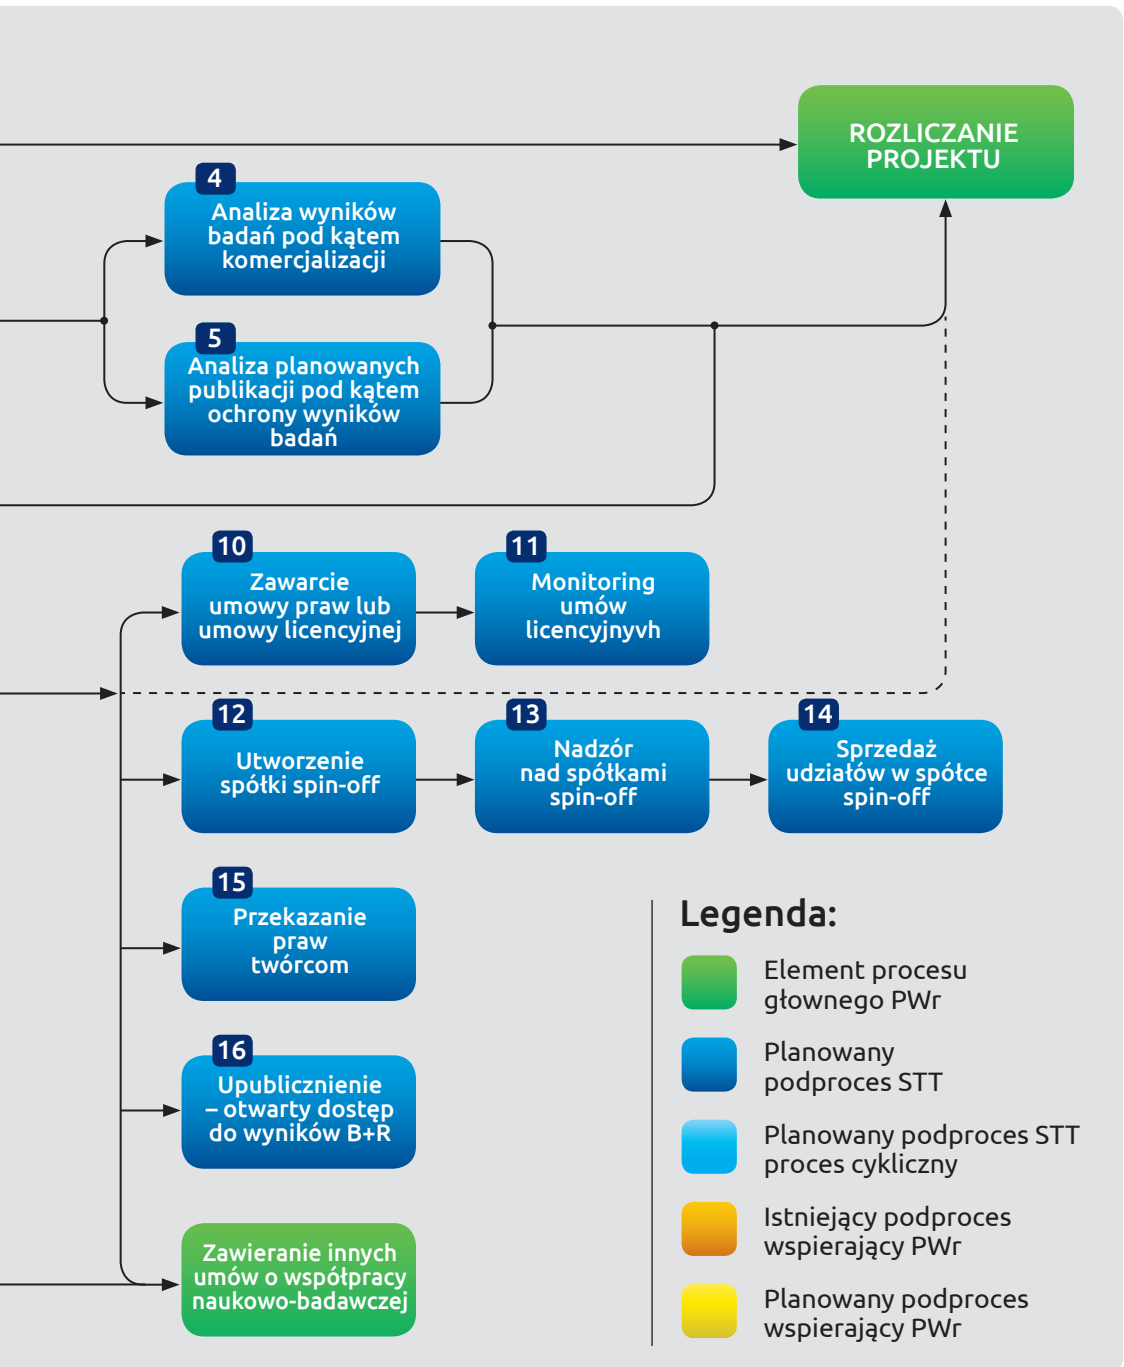 ROZLICZANIE
PROJEKTU
4
Analiza wyników
badań pod kątem
komercjalizacji
5
Analiza planowanych
publikacji pod kątem
ochrony wyników
badań
10
Zawarcie
umowy praw lub
umowy licencyjnej
11
Monitoring
umów
licencyjnyvh
12
Utworzenie
spółki spin-off
13
Nadzór
nad spółkami
spin-off
14
Sprzedaż
udziałów w spółce
spin-off
15
Przekazanie
praw
twórcom
16
Upublicznienie
– otwarty dostęp
do wyników B+R
Zawieranie innych
umów o współpracy
naukowo-badawczej
Legenda:
Element procesu
głownego PWr
Planowany
podproces STT
Planowany podproces STT
proces cykliczny
Istniejący podproces
wspierający PWr
Planowany podproces
wspierający PWr